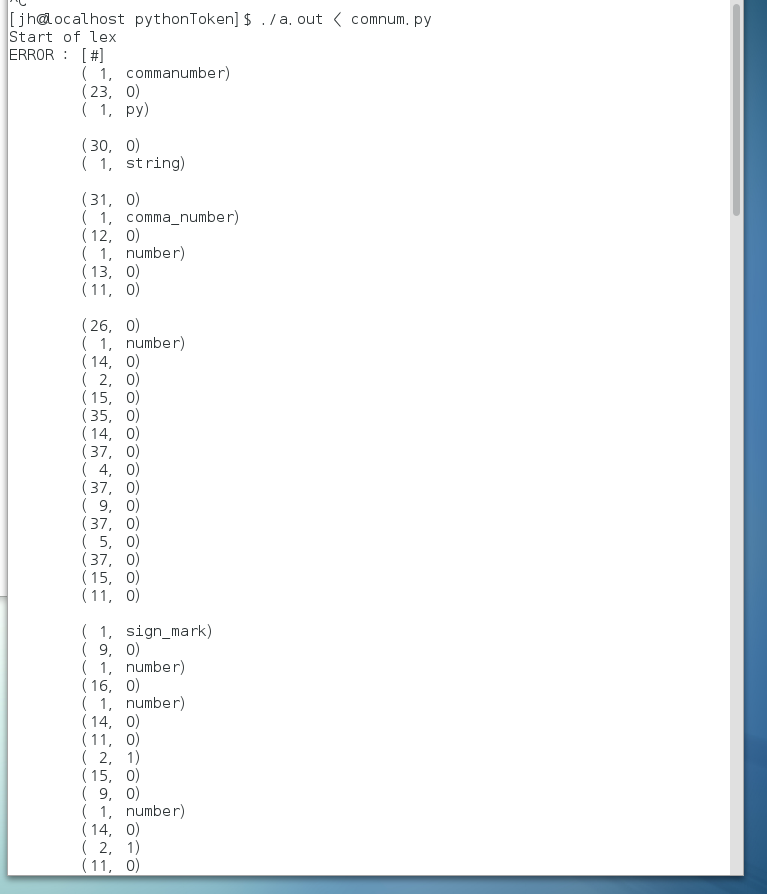 ^C
[jh@localhost pythonToken]$ ./a.out < comnum.py
Start of lex
ERROR : [#]
( 1, commanumber)
(23, 0)
( 1, py)
(30, 0)
( 1, string)
(31, 0)
( 1, comma_number)
(12, 0)
( 1, number)
(13, 0)
(11, 0)
(26, 0)
( 1, number)
(14, 0)
( 2, 0)
(15, 0)
(35, 0)
(14, 0)
(37, 0)
( 4, 0)
(37, 0)
( 9, 0)
(37, 0)
( 5, 0)
(37, 0)
(15, 0)
(11, 0)
( 1, sign_mark)
( 9, 0)
( 1, number)
(16, 0)
( 1, number)
(14, 0)
(11, 0)
( 2, 1)
(15, 0)
( 9, 0)
( 1, number)
(14, 0)
( 2, 1)
(11, 0)